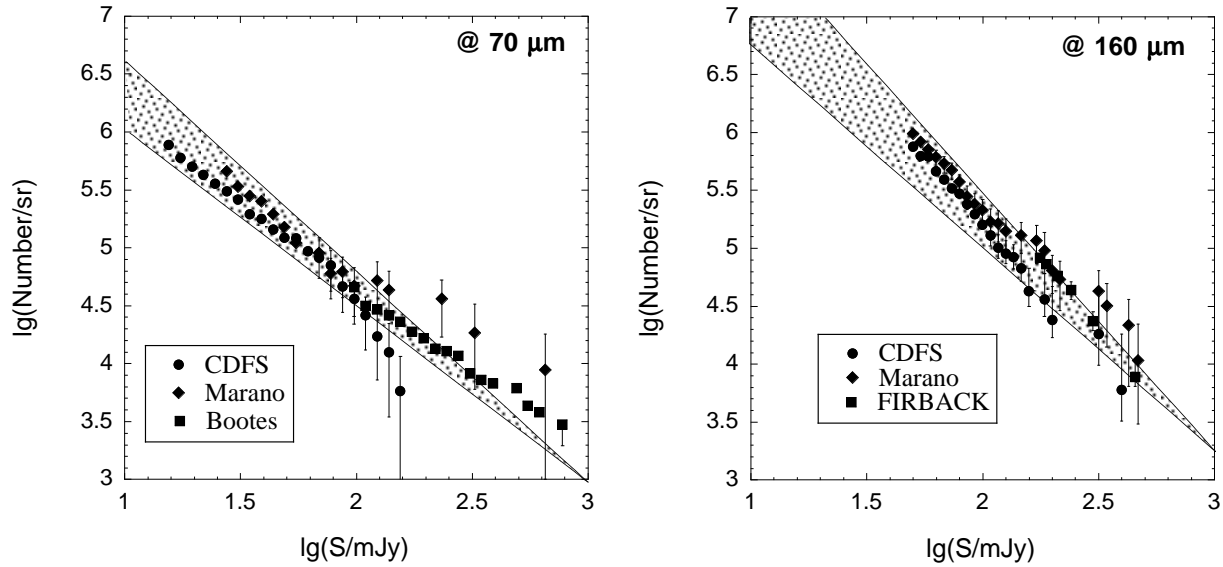 @ 70 µm
lg(Number/sr)
7
6.5
6
5.5
5
4.5
4
3.5
3
CDFS
Marano
Bootes
1 1.5 2 2.5 3
lg(S/mJy)
@ 160 µm
lg(Number/sr)
7
6.5
6
5.5
5
4.5
4
3.5
3
CDFS
Marano
FIRBACK
1 1.5 2 2.5 3
lg(S/mJy)